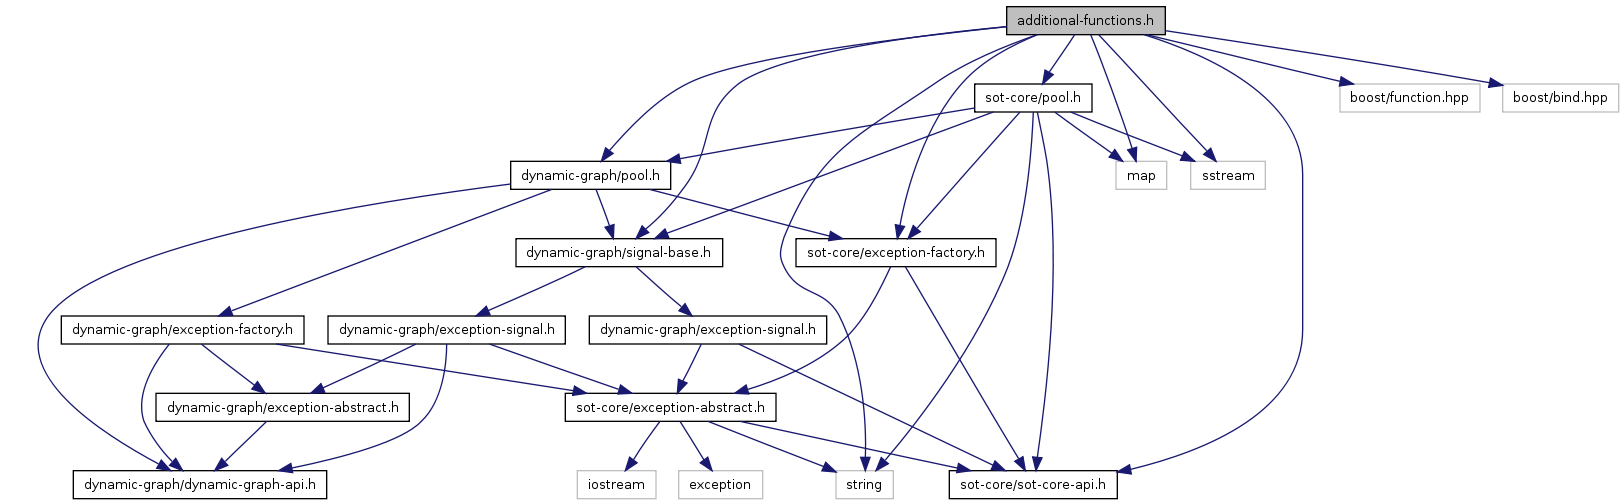 additional-functions.h
sot-core/pool.h
boost/function.hpp
boost/bind.hpp
dynamic-graph/pool.h
map
sstream
dynamic-graph/signal-base.h
sot-core/exception-factory.h
dynamic-graph/exception-factory.h
dynamic-graph/exception-signal.h
dynamic-graph/exception-signal.h
dynamic-graph/exception-abstract.h
sot-core/exception-abstract.h
dynamic-graph/dynamic-graph-api.h
iostream
exception
string
sot-core/sot-core-api.h